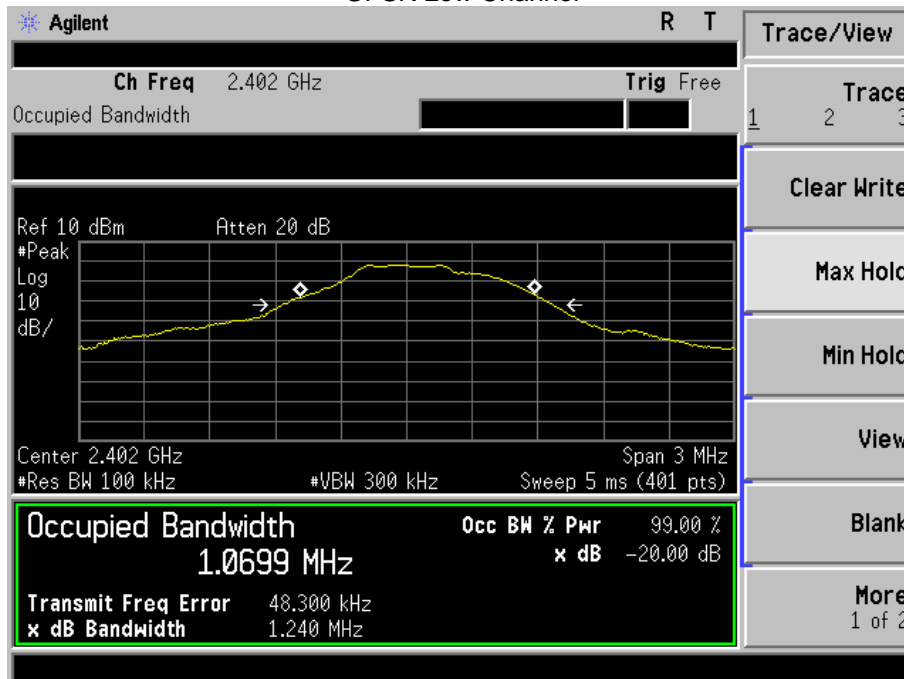 Agilent R T
Ch Freq 2.402 GHz Trig Free
Occupied Bandwidth
Ref 10 dBm Atten 20 dB
#Peak
Log
10
dB/
Center 2.402 GHz Span 3 MHz
#Res BW 100 kHz #VBW 300 kHz Sweep 5 ms (401 pts)
Occupied Bandwidth
1.0699 MHz
Occ BW % Pwr 99.00 %
x dB -20.00 dB
Transmit Freq Error 48.300 kHz
x dB Bandwidth 1.240 MHz
Trace/View
Trace
1 2 3
Clear Write
Max Hold
Min Hold
View
Blank
More
1 of 2